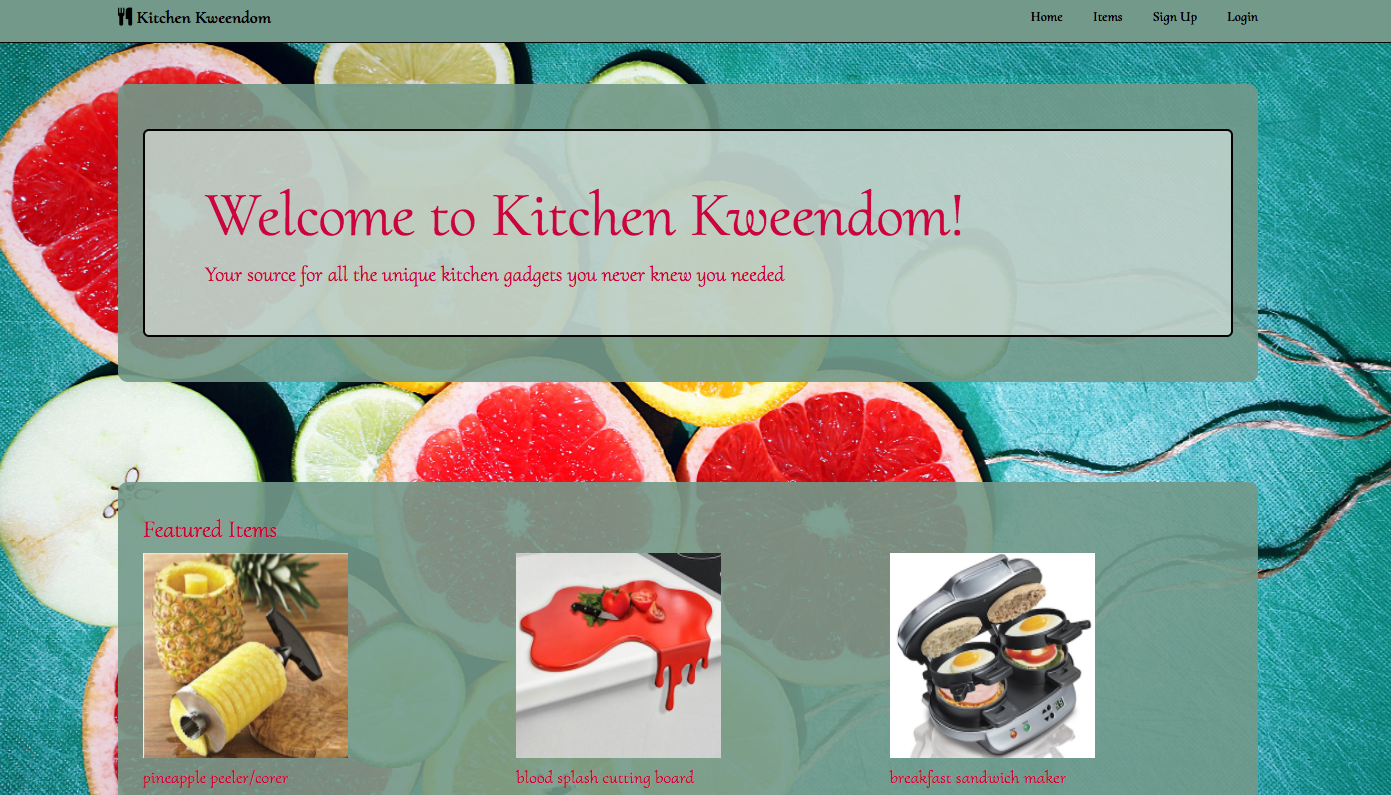 Kitchen Kweendom
Home Items Sign Up Login
Welcome to Kitchen Kweendom!
Your source for all the unique kitchen gadgets you never knew you needed
Featured Items
pineapple peeler/corer
blood splash cutting board
breakfast sandwich maker